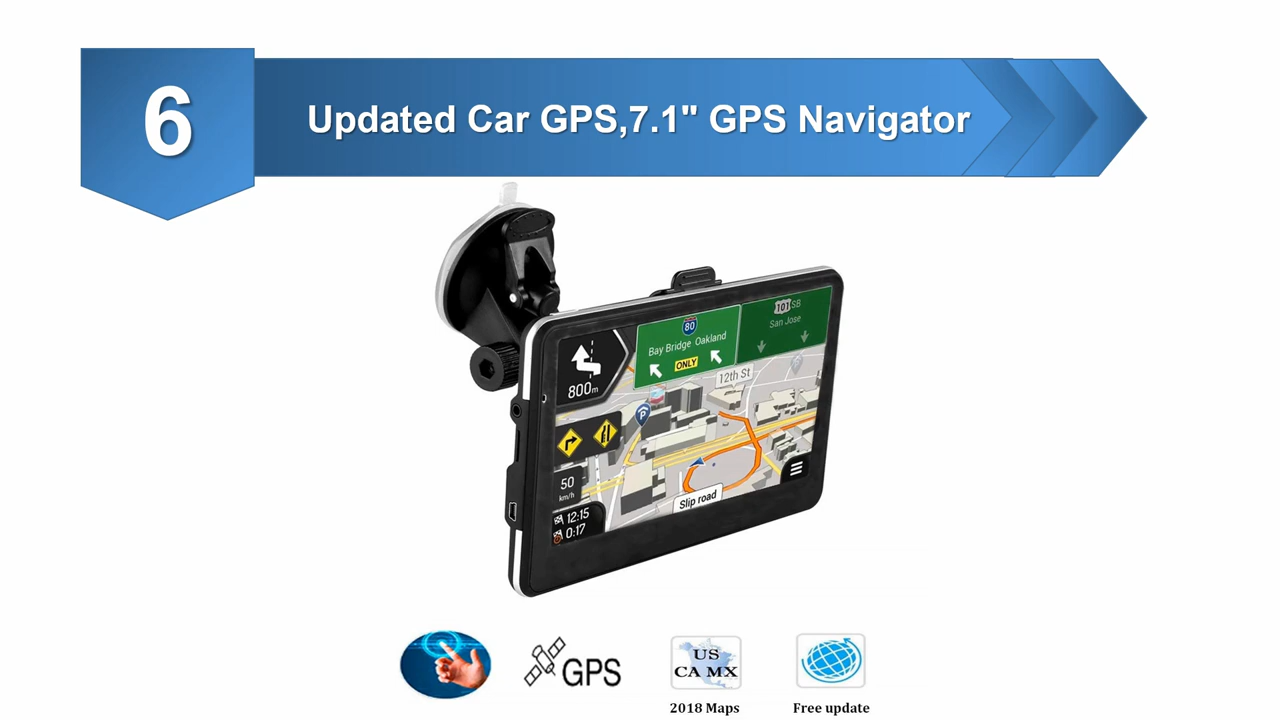 6
Updated Car GPS,7.1" GPS Navigator
80
Bay Bridge Oakland
ONLY
101 SB
San Jose
800m
12th St
P
50
km/h
Slip road
12:15
0:17
GPS
US
CA MX
2018 Maps
Free update